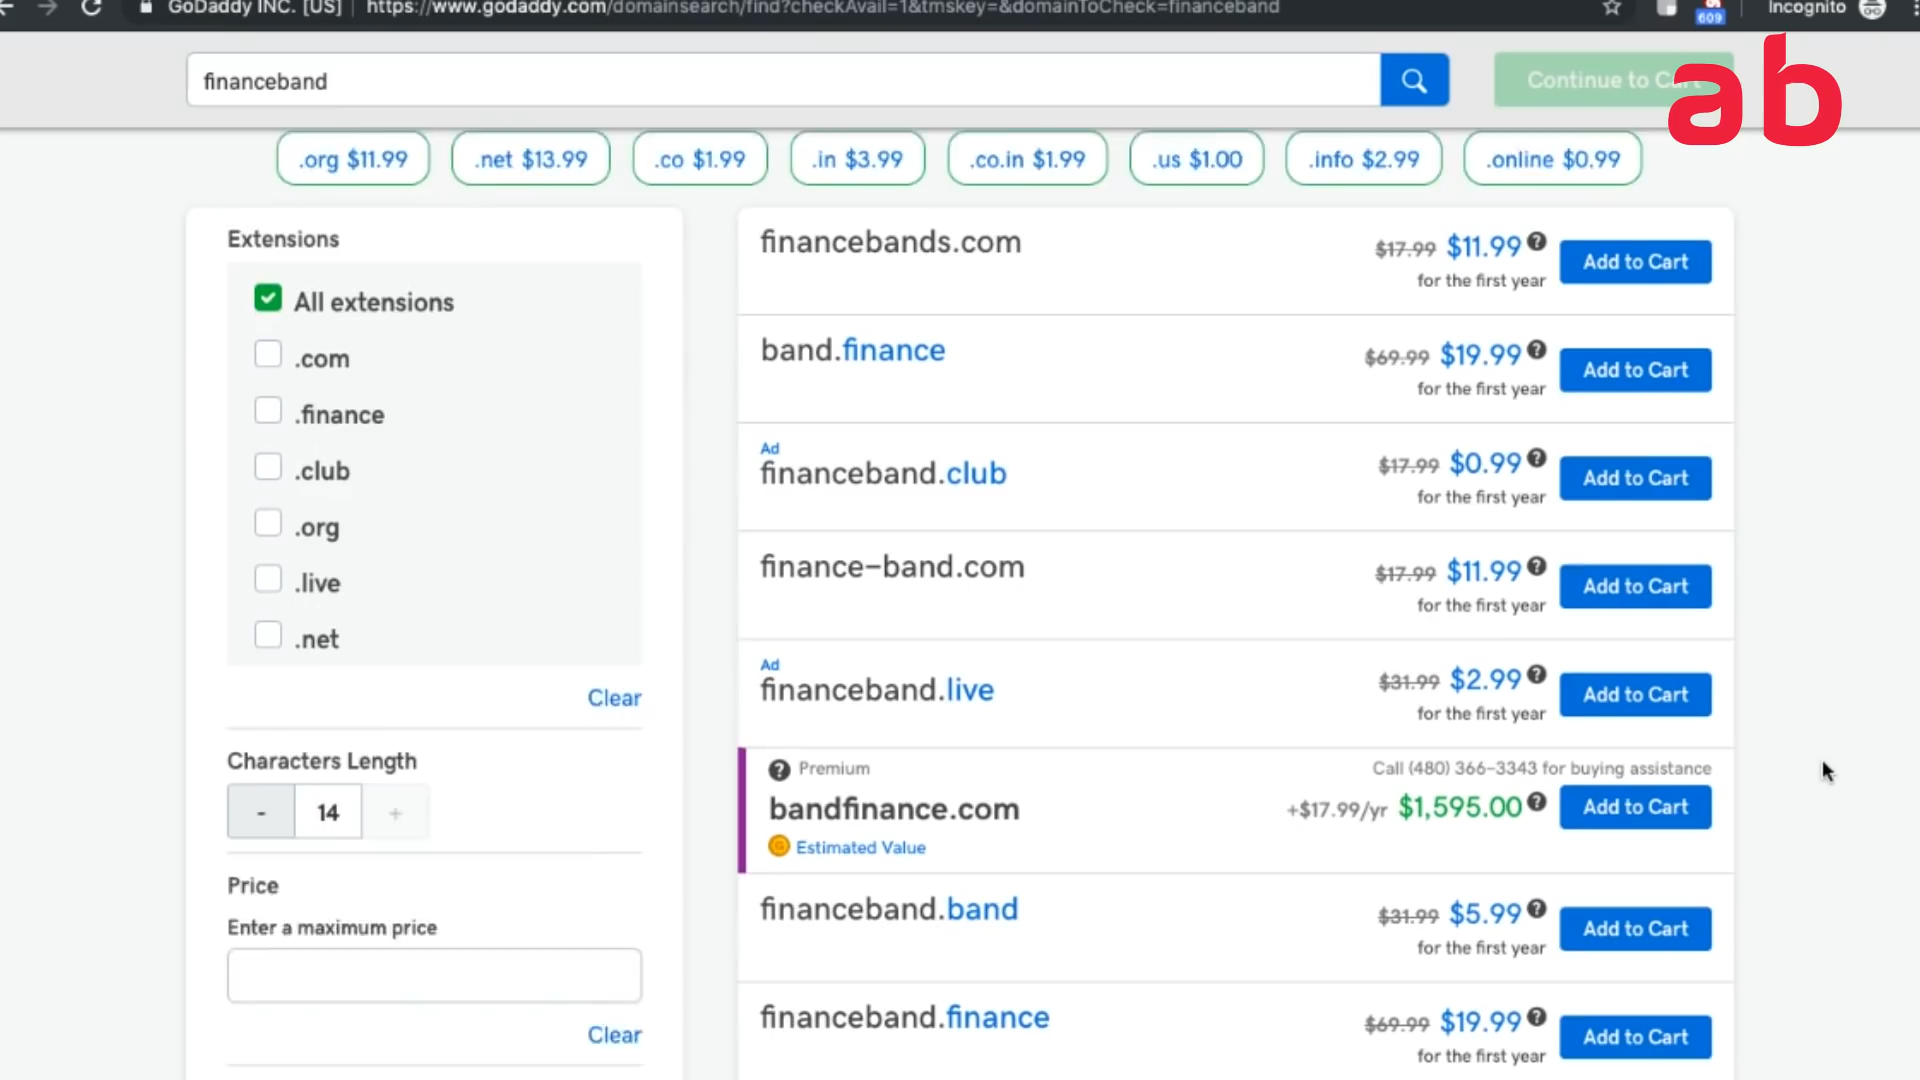 GoDaddy INC. [US] | https://www.godaddy.com/domainsearch/find?checkAvail=1&tmskey=&domainToCheck=financeband
609
Incognito
financeband
Continue to Cart
ab
.org $11.99
.net $13.99
.co $1.99
.in $3.99
.co.in $1.99
.us $1.00
.info $2.99
.online $0.99
Extensions
All extensions
.com
.finance
.club
.org
.live
.net
Clear
Characters Length
- 14 +
Price
Enter a maximum price
Clear
financebands.com
$17.99 $11.99 ?
for the first year
Add to Cart
band.finance
$69.99 $19.99 ?
for the first year
Add to Cart
Ad
financeband.club
$17.99 $0.99 ?
for the first year
Add to Cart
finance-band.com
$17.99 $11.99 ?
for the first year
Add to Cart
Ad
financeband.live
$31.99 $2.99 ?
for the first year
Add to Cart
? Premium
Call (480) 366-3343 for buying assistance
bandfinance.com
+$17.99/yr $1,595.00 ?
Add to Cart
G Estimated Value
financeband.band
$31.99 $5.99 ?
for the first year
Add to Cart
financeband.finance
$69.99 $19.99 ?
for the first year
Add to Cart